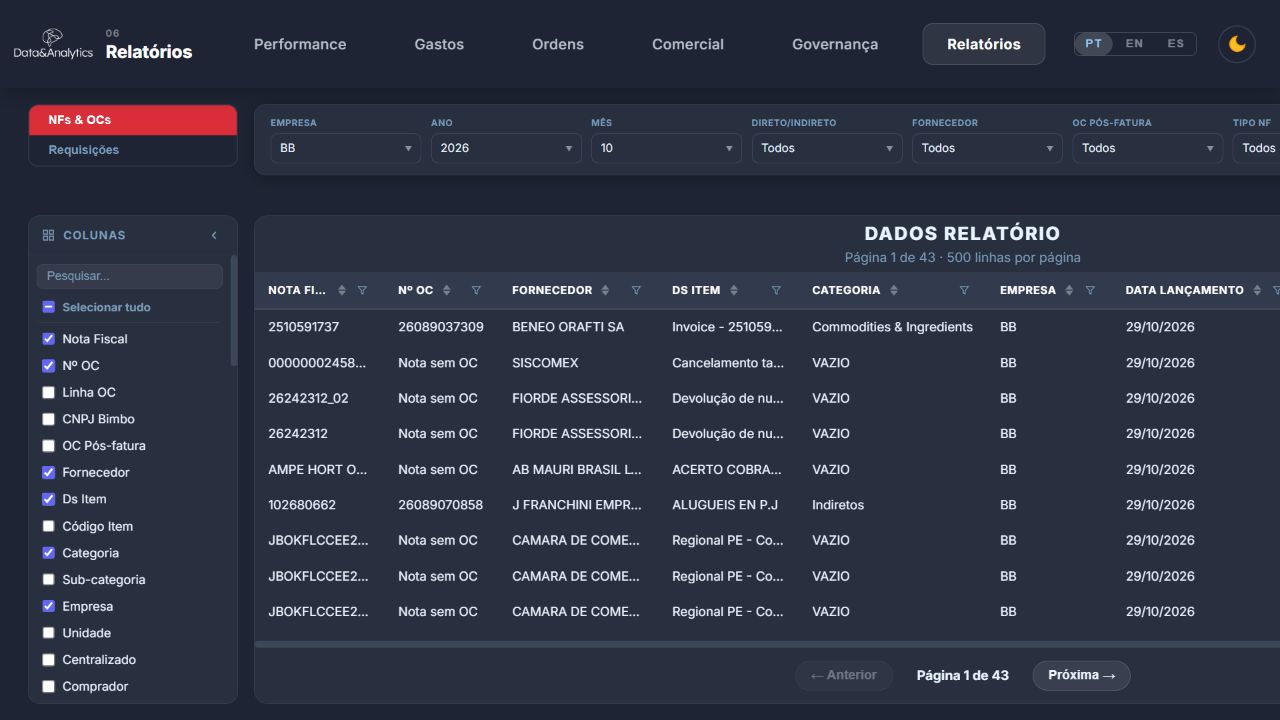 Data&Analytics
06
Relatórios
Performance
Gastos
Ordens
Comercial
Governança
Relatórios
PT EN ES
NFs & OCs
Requisições
EMPRESA ANO MÊS DIRETO/INDIRETO FORNECEDOR OC PÓS-FATURA TIPO NF
BB 2026 10 Todos Todos Todos Todos
COLUNAS
Pesquisar...
Selecionar tudo
Nota Fiscal
Nº OC
Linha OC
CNPJ Bimbo
OC Pós-fatura
Fornecedor
Ds Item
Código Item
Categoria
Sub-categoria
Empresa
Unidade
Centralizado
Comprador
DADOS RELATÓRIO
Página 1 de 43 · 500 linhas por página
NOTA FI... Nº OC FORNECEDOR DS ITEM CATEGORIA EMPRESA DATA LANÇAMENTO
2510591737 26089037309 BENEO ORAFTI SA Invoice - 251059... Commodities & Ingredients BB 29/10/2026
00000002458... Nota sem OC SISCOMEX Cancelamento ta... VAZIO BB 29/10/2026
26242312_02 Nota sem OC FIORDE ASSESSORI... Devolução de nu... VAZIO BB 29/10/2026
26242312 Nota sem OC FIORDE ASSESSORI... Devolução de nu... VAZIO BB 29/10/2026
AMPE HORT O... Nota sem OC AB MAURI BRASIL L... ACERTO COBRA... VAZIO BB 29/10/2026
102680662 26089070858 J FRANCHINI EMPR... ALUGUEIS EN P.J Indiretos BB 29/10/2026
JBOKFLCCEE2... Nota sem OC CAMARA DE COME... Regional PE - Co... VAZIO BB 29/10/2026
JBOKFLCCEE2... Nota sem OC CAMARA DE COME... Regional PE - Co... VAZIO BB 29/10/2026
JBOKFLCCEE2... Nota sem OC CAMARA DE COME... Regional PE - Co... VAZIO BB 29/10/2026
← Anterior Página 1 de 43 Próxima →